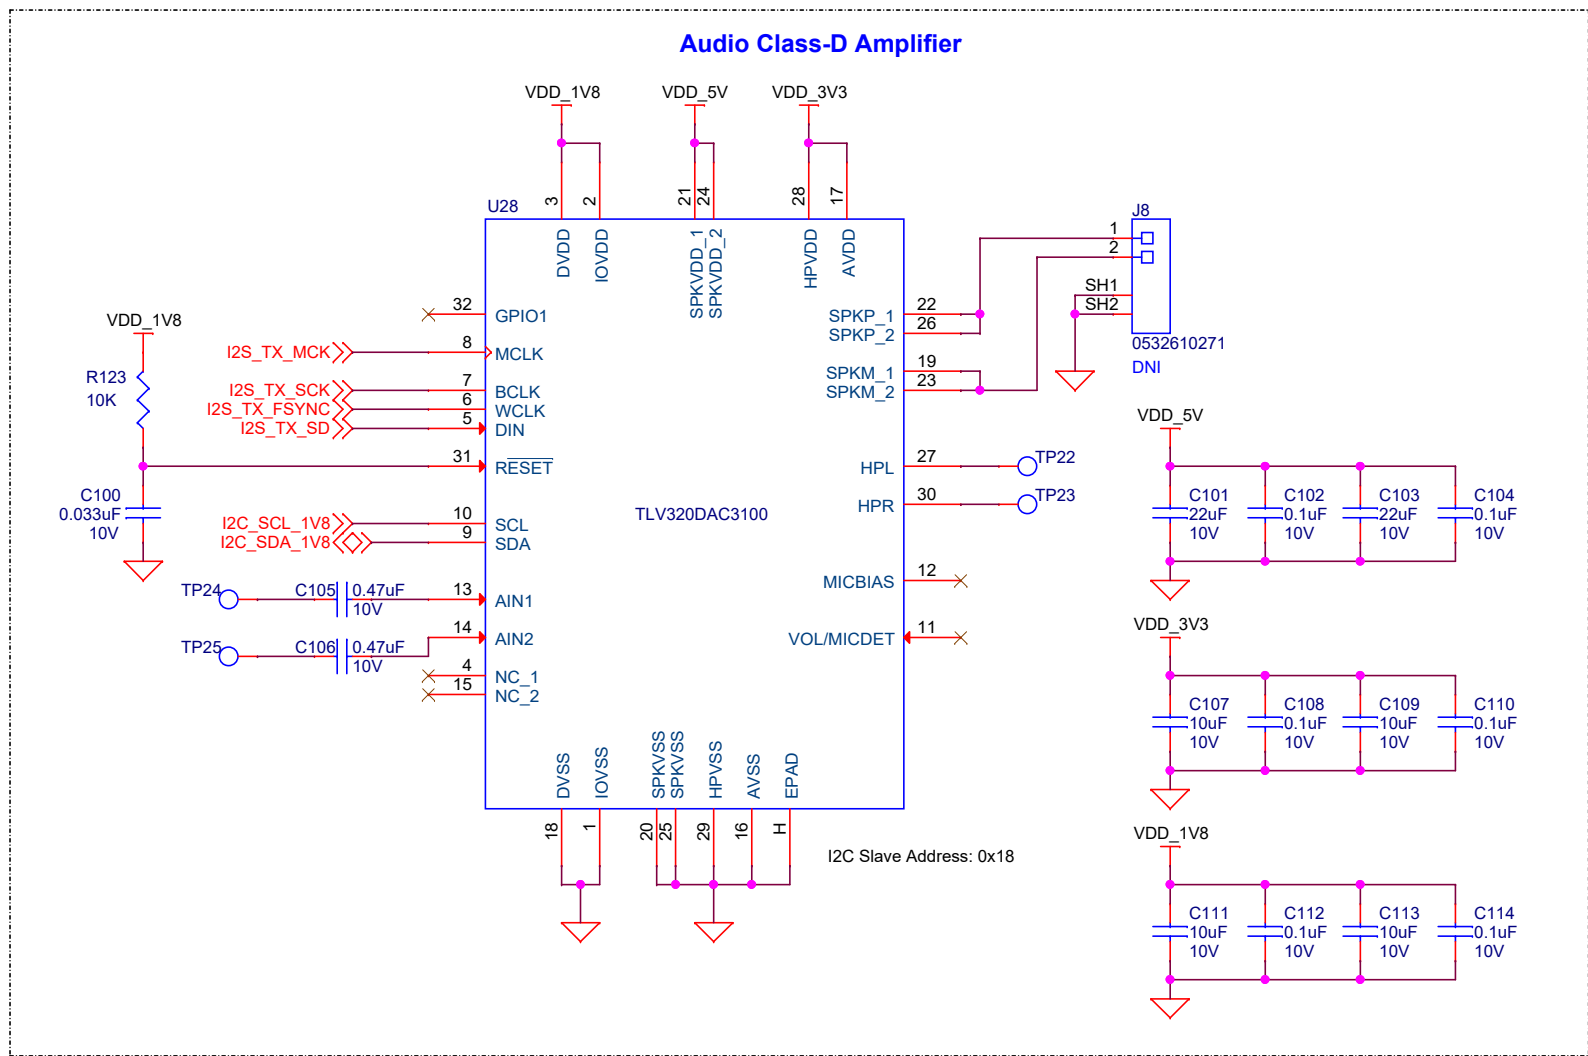 Audio Class-D Amplifier
VDD_1V8
VDD_5V
VDD_3V3
U28
3
2
21
24
28
17
DVDD
IOVDD
SPKVDD_1
SPKVDD_2
HPVDD
AVDD
J8
1
2
SH1
SH2
0532610271
DNI
32
GPIO1
I2S_TX_MCK
8
MCLK
I2S_TX_SCK
7
BCLK
I2S_TX_FSYNC
6
WCLK
I2S_TX_SD
5
DIN
VDD_1V8
R123
10K
31
RESET
C100
0.033uF
10V
I2C_SCL_1V8
10
SCL
I2C_SDA_1V8
9
SDA
TP24
C105
0.47uF
10V
13
AIN1
TP25
C106
0.47uF
10V
14
AIN2
4
NC_1
15
NC_2
TLV320DAC3100
SPKP_1
22
SPKP_2
26
SPKM_1
19
SPKM_2
23
HPL
27
TP22
HPR
30
TP23
MICBIAS
12
VOL/MICDET
11
DVSS
IOVSS
SPKVSS
SPKVSS
HPVSS
AVSS
EPAD
18
1
20
25
29
16
H
I2C Slave Address: 0x18
VDD_5V
C101
22uF
10V
C102
0.1uF
10V
C103
22uF
10V
C104
0.1uF
10V
VDD_3V3
C107
10uF
10V
C108
0.1uF
10V
C109
10uF
10V
C110
0.1uF
10V
VDD_1V8
C111
10uF
10V
C112
0.1uF
10V
C113
10uF
10V
C114
0.1uF
10V